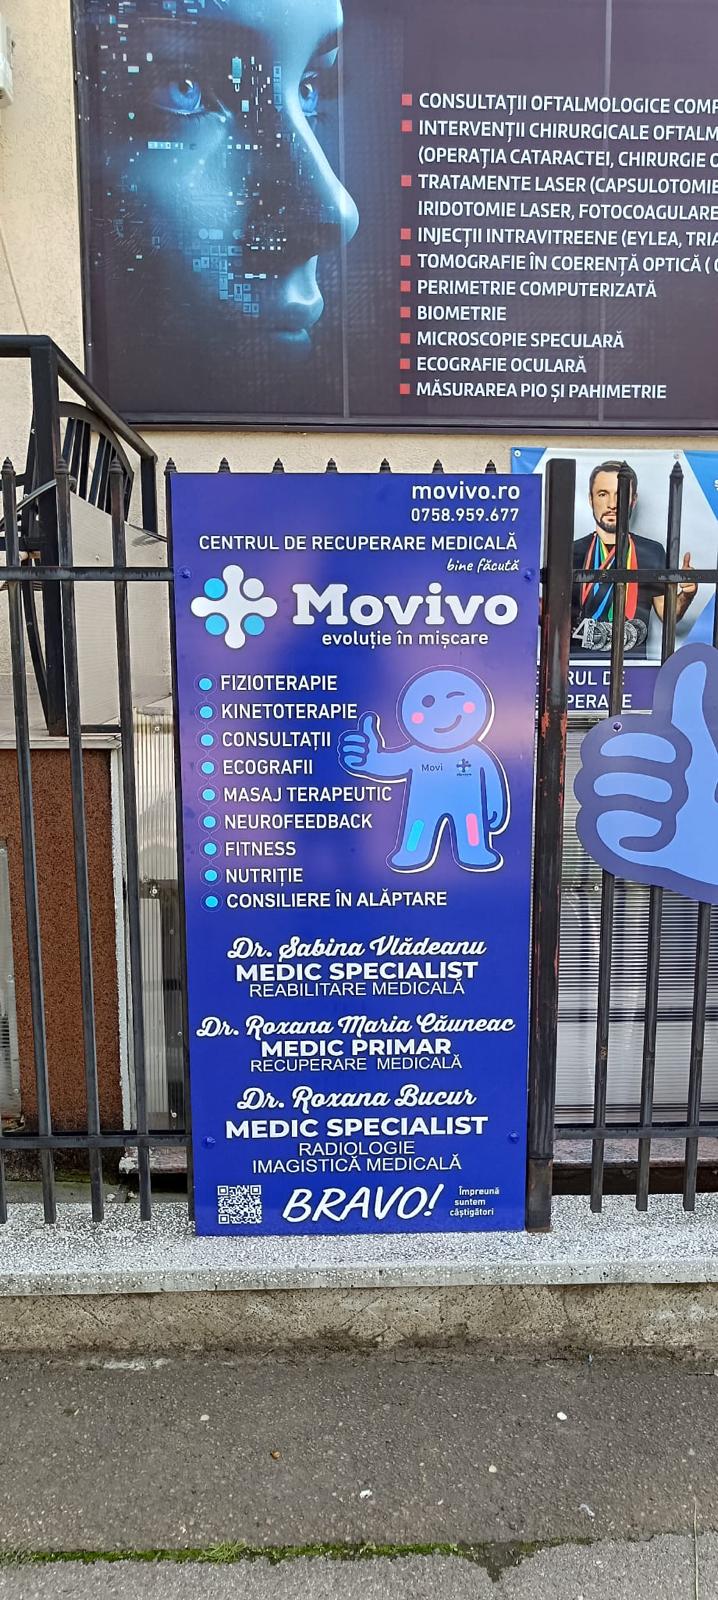 CONSULTAȚII OFTALMOLOGICE
INTERVENȚII CHIRURGICALE
(OPERAȚIA CATARACTEI, CHIRURGIE
TRATAMENTE LASER (CAPSULOTOMIE
IRIDOTOMIE LASER, FOTOCOAGULARE
INJECȚII INTRAVITREENE (EYLEA,
TOMOGRAFIE ÎN COERENȚĂ OPTICĂ (
PERIMETRIE COMPUTERIZATĂ
BIOMETRIE
MICROSCOPIE SPECULARĂ
ECOGRAFIE OCULARĂ
MĂSURAREA PIO ȘI PAHIMETRIE
movivo.ro
0758.959.677
CENTRUL DE RECUPERARE MEDICALĂ
bine făcută
Movivo
evoluție în mișcare
FIZIOTERAPIE
KINETOTERAPIE
CONSULTAȚII
ECOGRAFII
MASAJ TERAPEUTIC
NEUROFEEDBACK
FITNESS
NUTRIȚIE
CONSILIERE ÎN ALĂPTARE
Movi
Dr. Sabina Vlădeanu
MEDIC SPECIALIST
REABILITARE MEDICALĂ
Dr. Roxana Maria Căuneac
MEDIC PRIMAR
RECUPERARE MEDICALĂ
Dr. Roxana Bucur
MEDIC SPECIALIST
RADIOLOGIE
IMAGISTICĂ MEDICALĂ
BRAVO!
Împreună
suntem
câștigători